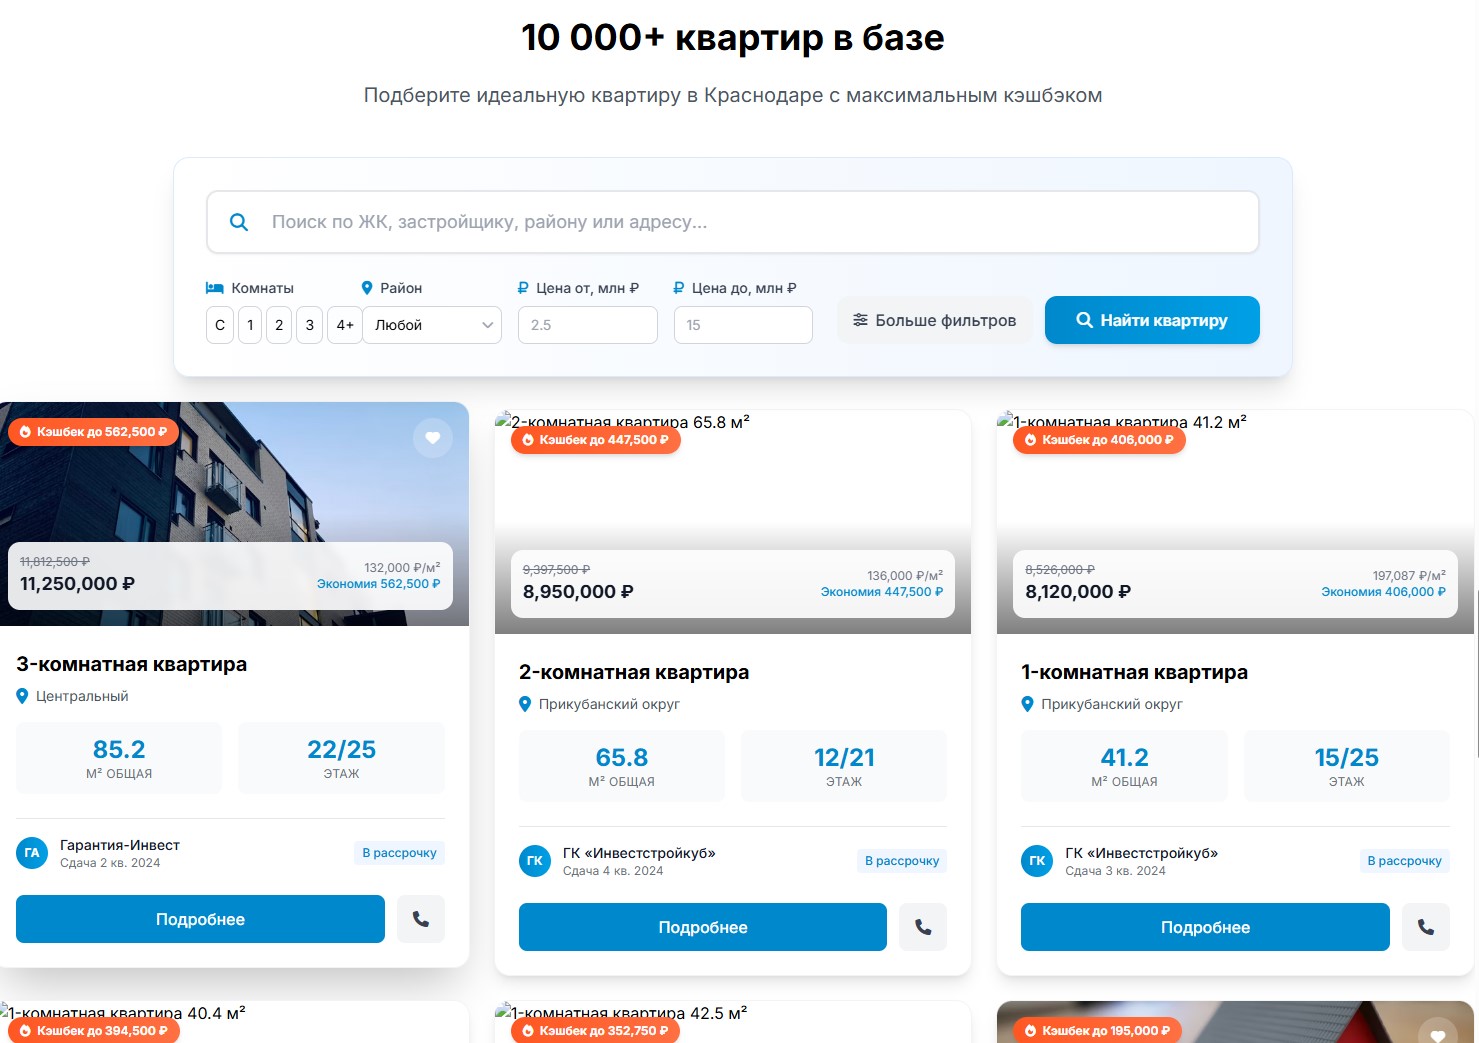 10 000+ квартир в базе
Подберите идеальную квартиру в Краснодаре с максимальным кэшбэком
Поиск по ЖК, застройщику, району или адресу...
Комнаты
Район
Цена от, млн ₽
Цена до, млн ₽
С 1 2 3 4+
Любой
2.5
15
Больше фильтров
Найти квартиру
Кэшбек до 562,500 ₽
11,812,500 ₽
132,000 ₽/м²
11,250,000 ₽
Экономия 562,500 ₽
3-комнатная квартира
Центральный
85.2
М² ОБЩАЯ
22/25
ЭТАЖ
ГА
Гарантия-Инвест
Сдача 2 кв. 2024
В рассрочку
Подробнее
2-комнатная квартира 65.8 м²
Кэшбек до 447,500 ₽
9,397,500 ₽
136,000 ₽/м²
8,950,000 ₽
Экономия 447,500 ₽
2-комнатная квартира
Прикубанский округ
65.8
М² ОБЩАЯ
12/21
ЭТАЖ
ГК
ГК «Инвестстройкуб»
Сдача 4 кв. 2024
В рассрочку
Подробнее
1-комнатная квартира 41.2 м²
Кэшбек до 406,000 ₽
8,526,000 ₽
197,087 ₽/м²
8,120,000 ₽
Экономия 406,000 ₽
1-комнатная квартира
Прикубанский округ
41.2
М² ОБЩАЯ
15/25
ЭТАЖ
ГК
ГК «Инвестстройкуб»
Сдача 3 кв. 2024
В рассрочку
Подробнее
1-комнатная квартира 40.4 м²
Кэшбек до 394,500 ₽
1-комнатная квартира 42.5 м²
Кэшбек до 352,750 ₽
Кэшбек до 195,000 ₽